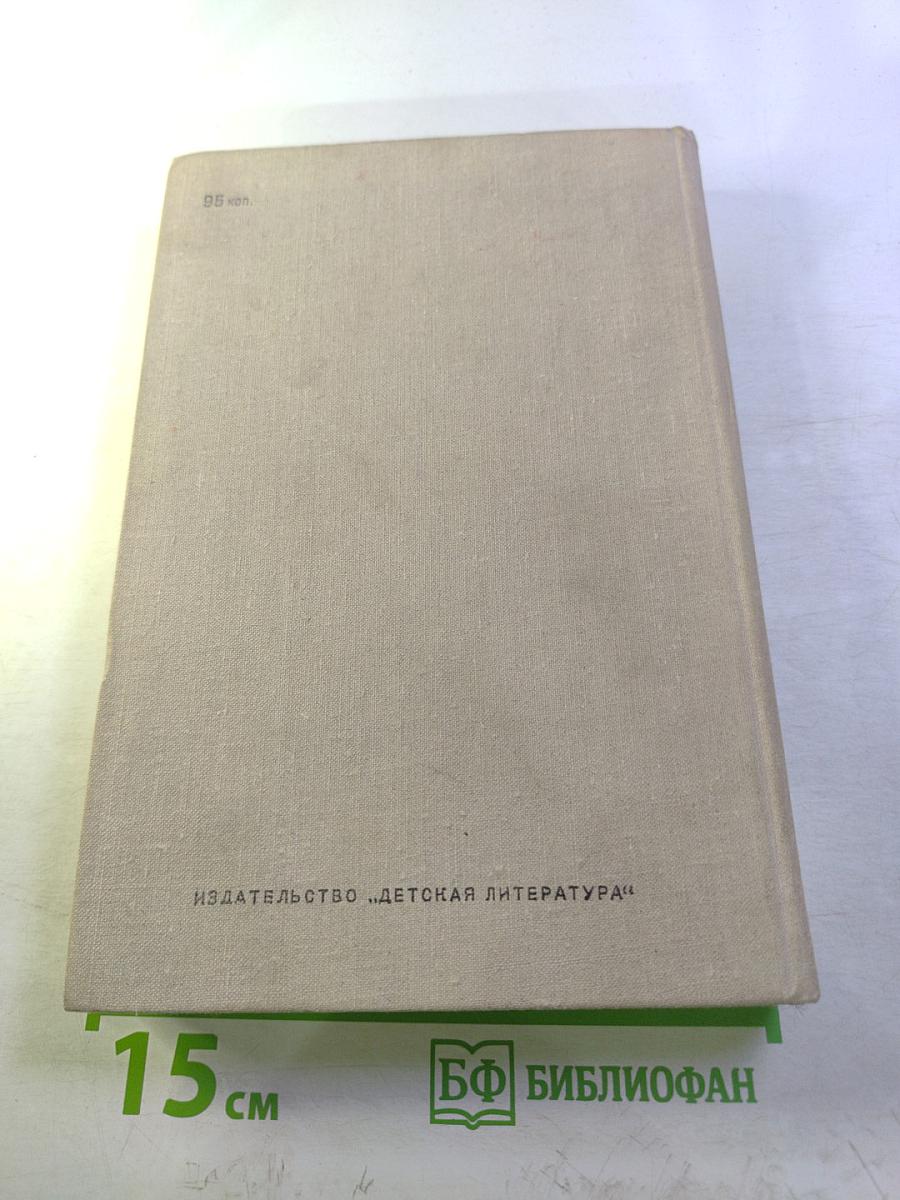 95 коп.
ИЗДАТЕЛЬСТВО „ДЕТСКАЯ ЛИТЕРАТУРА“
15 см
БФ БИБЛИОФАН